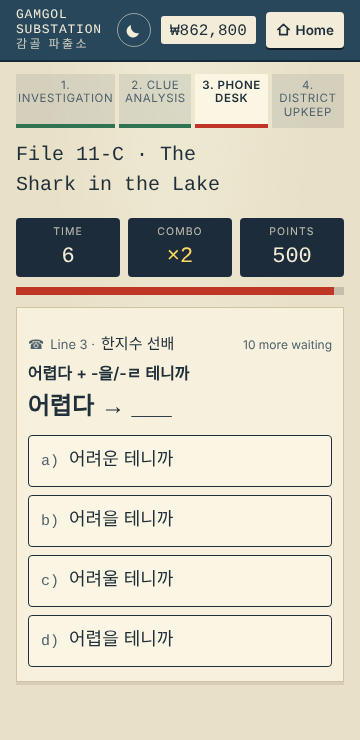 GAMGOL
SUBSTATION
감골 파출소
₩862,800
Home
1.
INVESTIGATION
2. CLUE
ANALYSIS
3. PHONE
DESK
4.
DISTRICT
UPKEEP
File 11-C · The
Shark in the Lake
TIME
6
COMBO
×2
POINTS
500
☎ Line 3 · 한지수 선배
10 more waiting
어렵다 + -을/-ㄹ 테니까
어렵다 → ___
a) 어려운 테니까
b) 어려을 테니까
c) 어려울 테니까
d) 어렵을 테니까